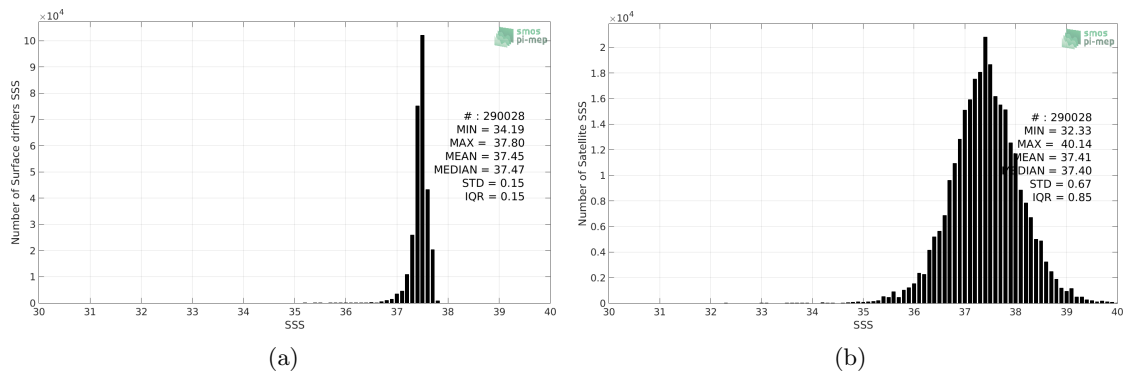 ×10⁴
10
9
8
7
6
5
4
3
2
1
0
Number of Surface drifters SSS
30 31 32 33 34 35 36 37 38 39 40
SSS
smos
pi-mep
# : 290028
MIN = 34.19
MAX = 37.80
MEAN = 37.45
MEDIAN = 37.47
STD = 0.15
IQR = 0.15
(a)
×10⁴
2
1.8
1.6
1.4
1.2
1
0.8
0.6
0.4
0.2
0
Number of Satellite SSS
30 31 32 33 34 35 36 37 38 39 40
SSS
smos
pi-mep
# : 290028
MIN = 32.33
MAX = 40.14
MEAN = 37.41
MEDIAN = 37.40
STD = 0.67
IQR = 0.85
(b)